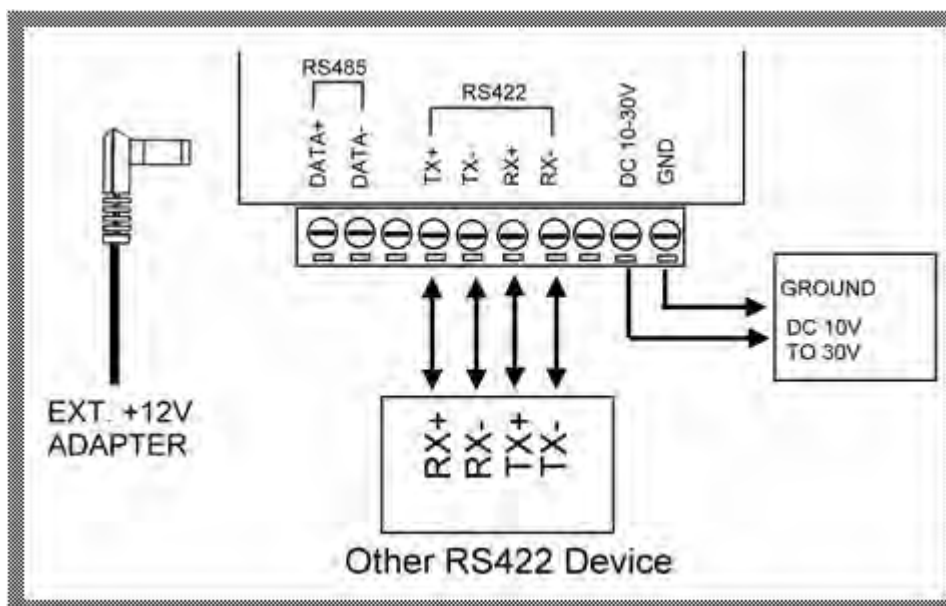 RS485
RS422
DATA+
DATA-
TX+
TX-
RX+
RX-
DC 10-30V
GND
GROUND
DC 10V
TO 30V
EXT. +12V
ADAPTER
RX+
RX-
TX+
TX-
Other RS422 Device